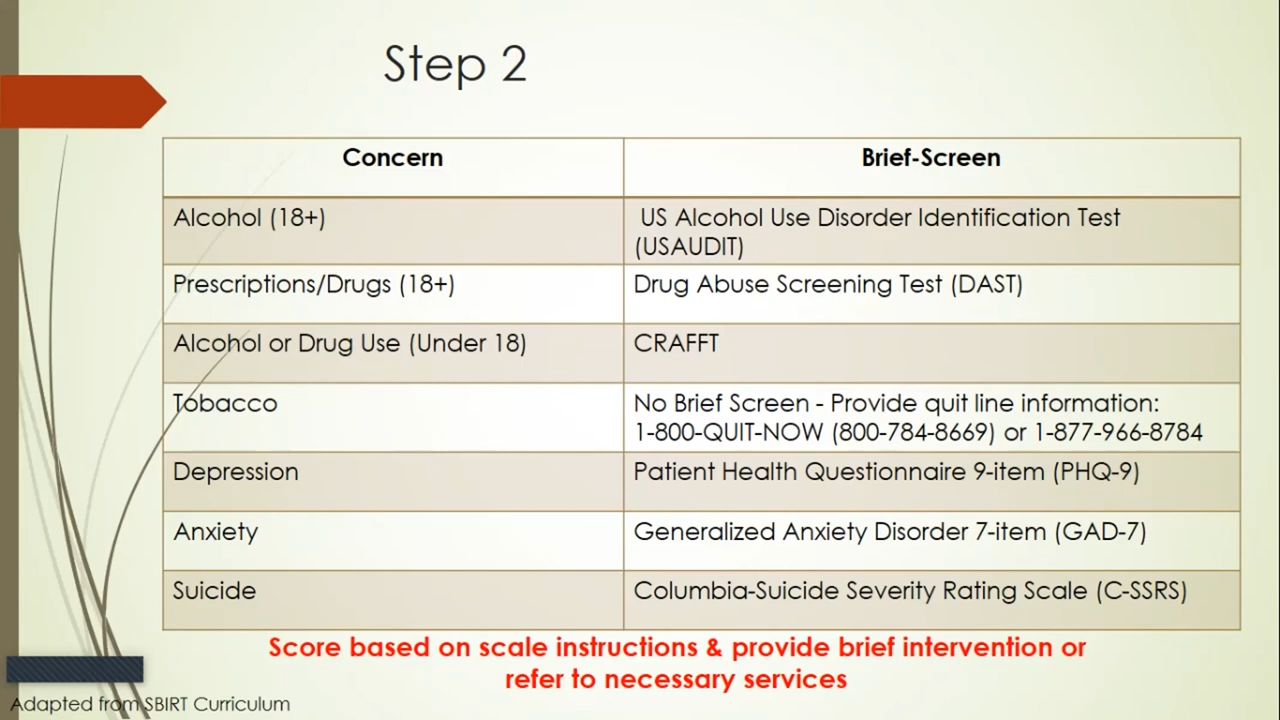 Step 2
Concern
Brief-Screen
Alcohol (18+)
US Alcohol Use Disorder Identification Test
(USAUDIT)
Prescriptions/Drugs (18+)
Drug Abuse Screening Test (DAST)
Alcohol or Drug Use (Under 18)
CRAFFT
Tobacco
No Brief Screen - Provide quit line information:
1-800-QUIT-NOW (800-784-8669) or 1-877-966-8784
Depression
Patient Health Questionnaire 9-item (PHQ-9)
Anxiety
Generalized Anxiety Disorder 7-item (GAD-7)
Suicide
Columbia-Suicide Severity Rating Scale (C-SSRS)
Score based on scale instructions & provide brief intervention or
refer to necessary services
Adapted from SBIRT Curriculum